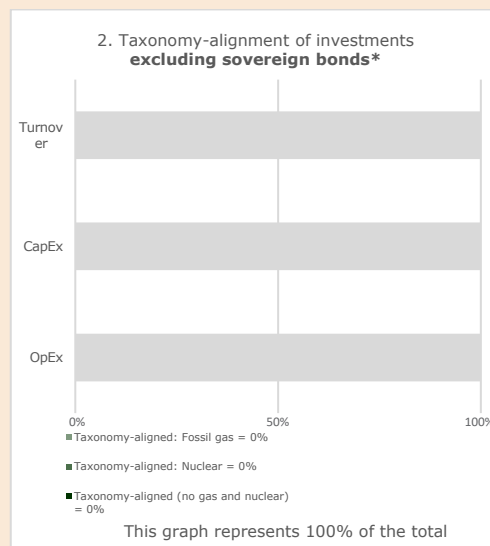 2. Taxonomy-alignment of investments
excluding sovereign bonds*
Turnov
er
CapEx
OpEx
0%
50%
100%
Taxonomy-aligned: Fossil gas = 0%
Taxonomy-aligned: Nuclear = 0%
Taxonomy-aligned (no gas and nuclear)
= 0%
This graph represents 100% of the total